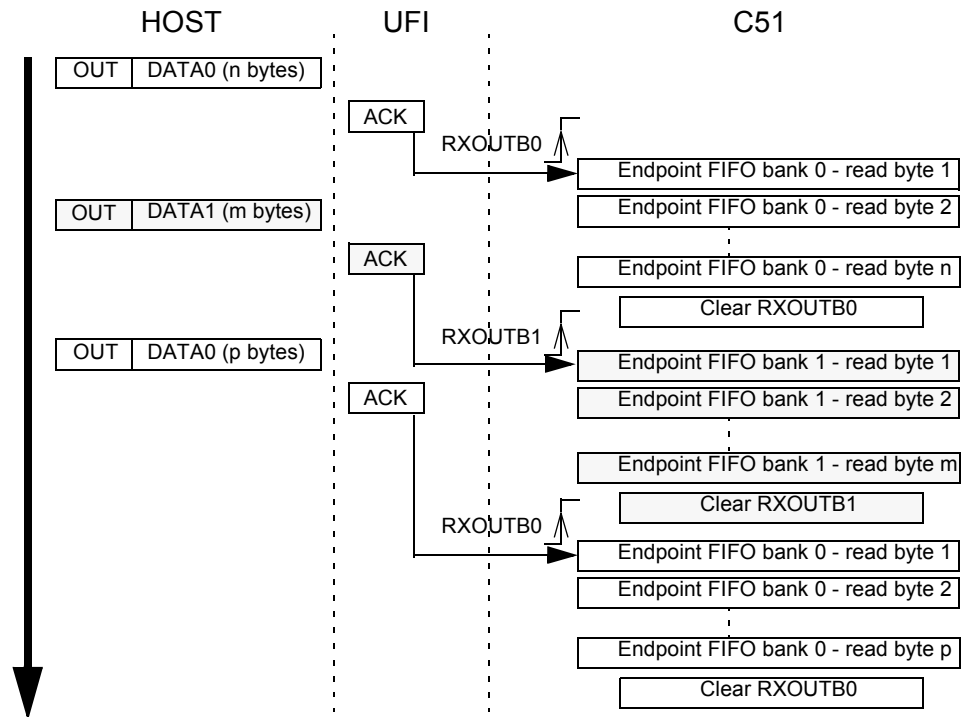 HOST UFI C51
OUT DATA0 (n bytes)
ACK
RXOUTB0
Endpoint FIFO bank 0 - read byte 1
OUT DATA1 (m bytes)
Endpoint FIFO bank 0 - read byte 2
ACK
Endpoint FIFO bank 0 - read byte n
Clear RXOUTB0
RXOUTB1
OUT DATA0 (p bytes)
Endpoint FIFO bank 1 - read byte 1
ACK
Endpoint FIFO bank 1 - read byte 2
Endpoint FIFO bank 1 - read byte m
Clear RXOUTB1
RXOUTB0
Endpoint FIFO bank 0 - read byte 1
Endpoint FIFO bank 0 - read byte 2
Endpoint FIFO bank 0 - read byte p
Clear RXOUTB0